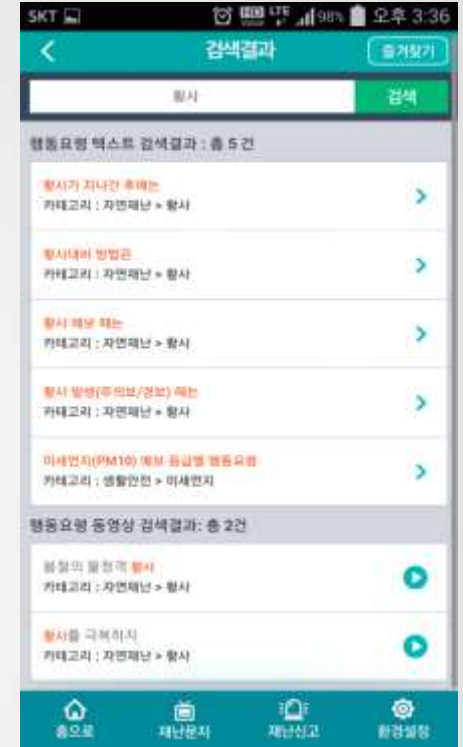 SKT LTE 98% 오후 3:36
검색결과 즐겨찾기
황사 검색
행동요령 텍스트 검색결과 : 총 5 건
황사가 지나간 후에는
카테고리 : 자연재난 > 황사
황사대비 방법은
카테고리 : 자연재난 > 황사
황사 예보 때는
카테고리 : 자연재난 > 황사
황사 발생(주의보/경보) 때는
카테고리 : 자연재난 > 황사
미세먼지(PM10) 예보 등급별 행동요령
카테고리 : 생활안전 > 미세먼지
행동요령 동영상 검색결과: 총 2건
봄철의 불청객 황사
카테고리 : 자연재난 > 황사
황사를 극복하자
카테고리 : 자연재난 > 황사
홈으로 재난문자 재난신고 환경설정